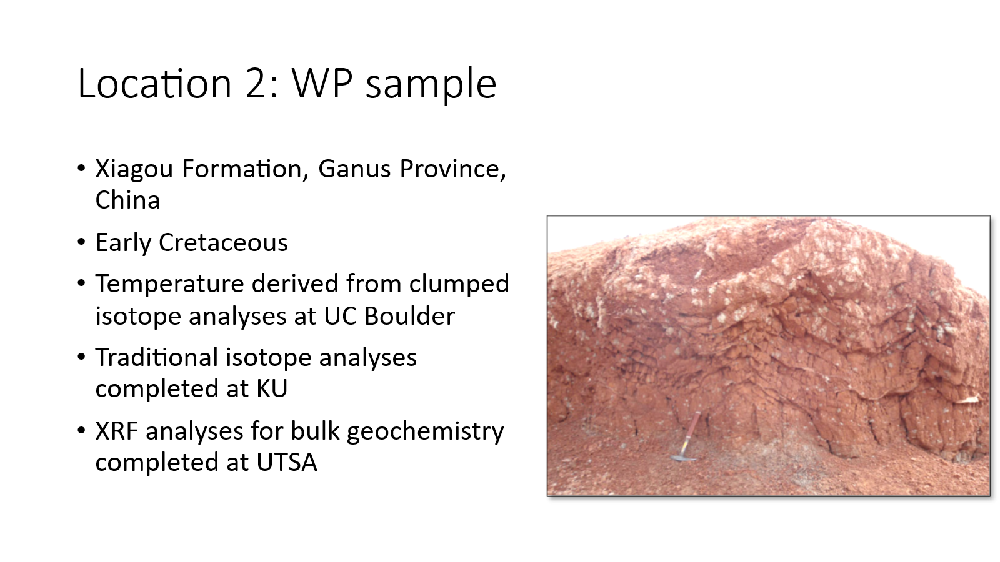 Location 2: WP sample
• Xiagou Formation, Ganus Province,
China
• Early Cretaceous
• Temperature derived from clumped
isotope analyses at UC Boulder
• Traditional isotope analyses
completed at KU
• XRF analyses for bulk geochemistry
completed at UTSA